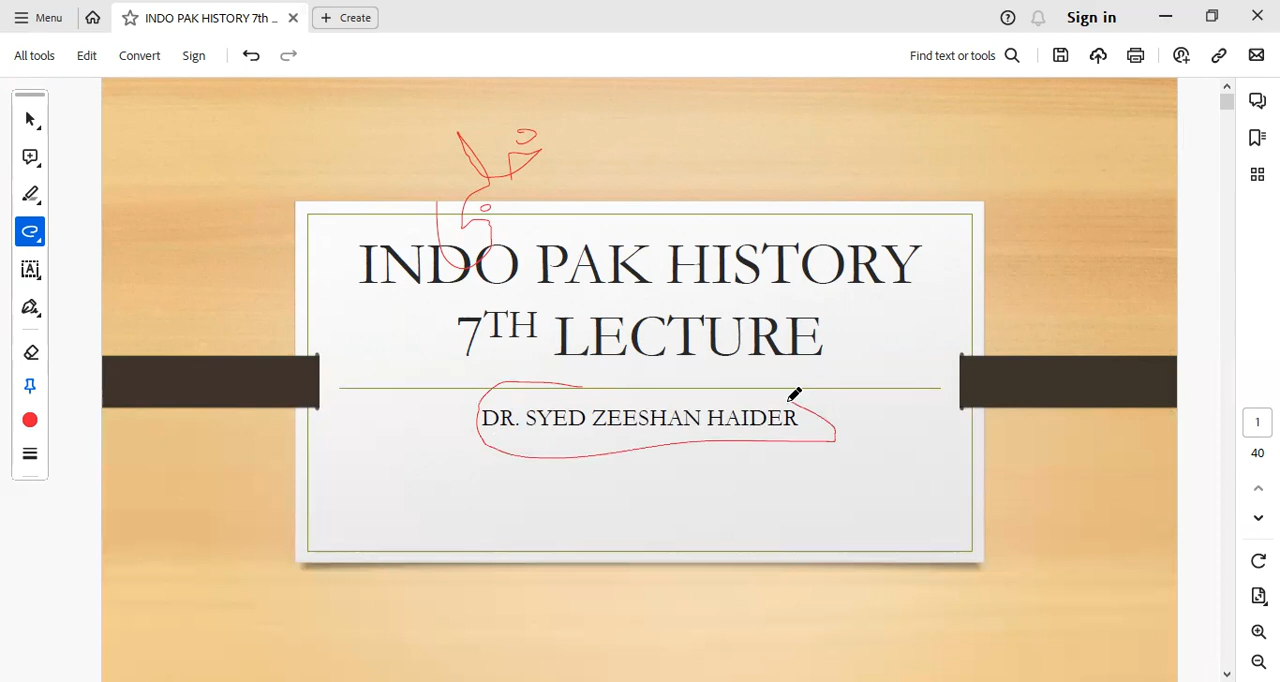 Menu
INDO PAK HISTORY 7th ...
Create
Sign in
All tools
Edit
Convert
Sign
Find text or tools
INDO PAK HISTORY
7TH LECTURE
DR. SYED ZEESHAN HAIDER
1
40